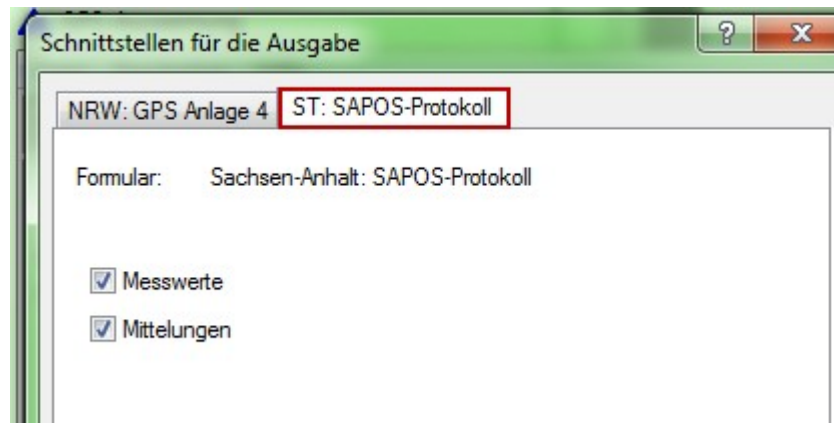 Schnittstellen für die Ausgabe
?
NRW: GPS Anlage 4 ST: SAPOS-Protokoll
Formular: Sachsen-Anhalt: SAPOS-Protokoll
Messwerte
Mittelungen